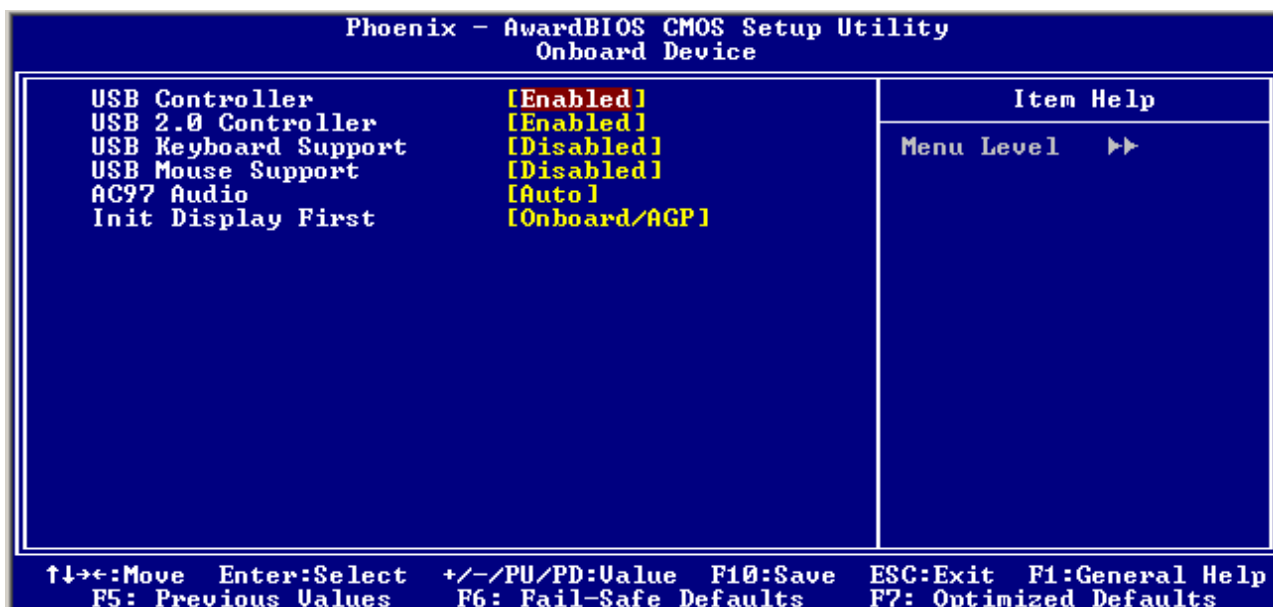 Phoenix - AwardBIOS CMOS Setup Utility
Onboard Device
USB Controller [Enabled]
USB 2.0 Controller [Enabled]
USB Keyboard Support [Disabled]
USB Mouse Support [Disabled]
AC97 Audio [Auto]
Init Display First [Onboard/AGP]
Item Help
Menu Level ►►
↑↓→←:Move Enter:Select +/-/PU/PD:Value F10:Save ESC:Exit F1:General Help
F5: Previous Values F6: Fail-Safe Defaults F7: Optimized Defaults